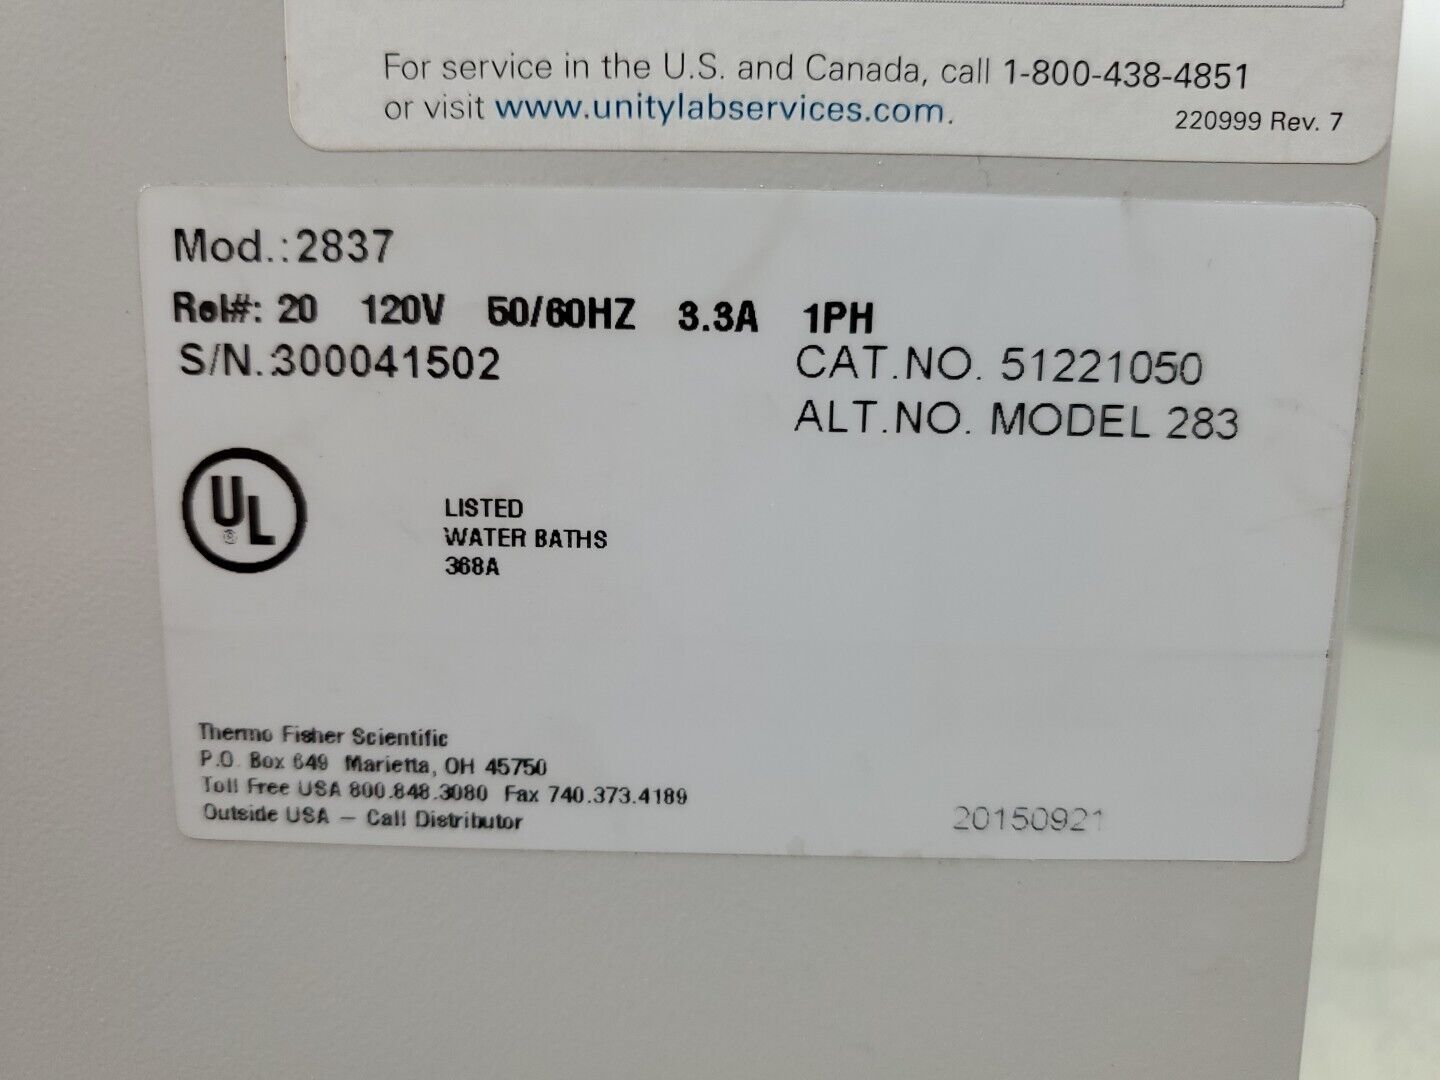 For service in the U.S. and Canada, call 1-800-438-4851
or visit www.unitylabservices.com.
220999 Rev. 7
Mod.:2837
Rel#: 20 120V 50/60HZ 3.3A 1PH
S/N.:300041502
CAT.NO. 51221050
ALT.NO. MODEL 283
UL
®
LISTED
WATER BATHS
368A
Thermo Fisher Scientific
P.O. Box 649 Marietta, OH 45750
Toll Free USA 800.848.3080 Fax 740.373.4189
Outside USA – Call Distributor
20150921